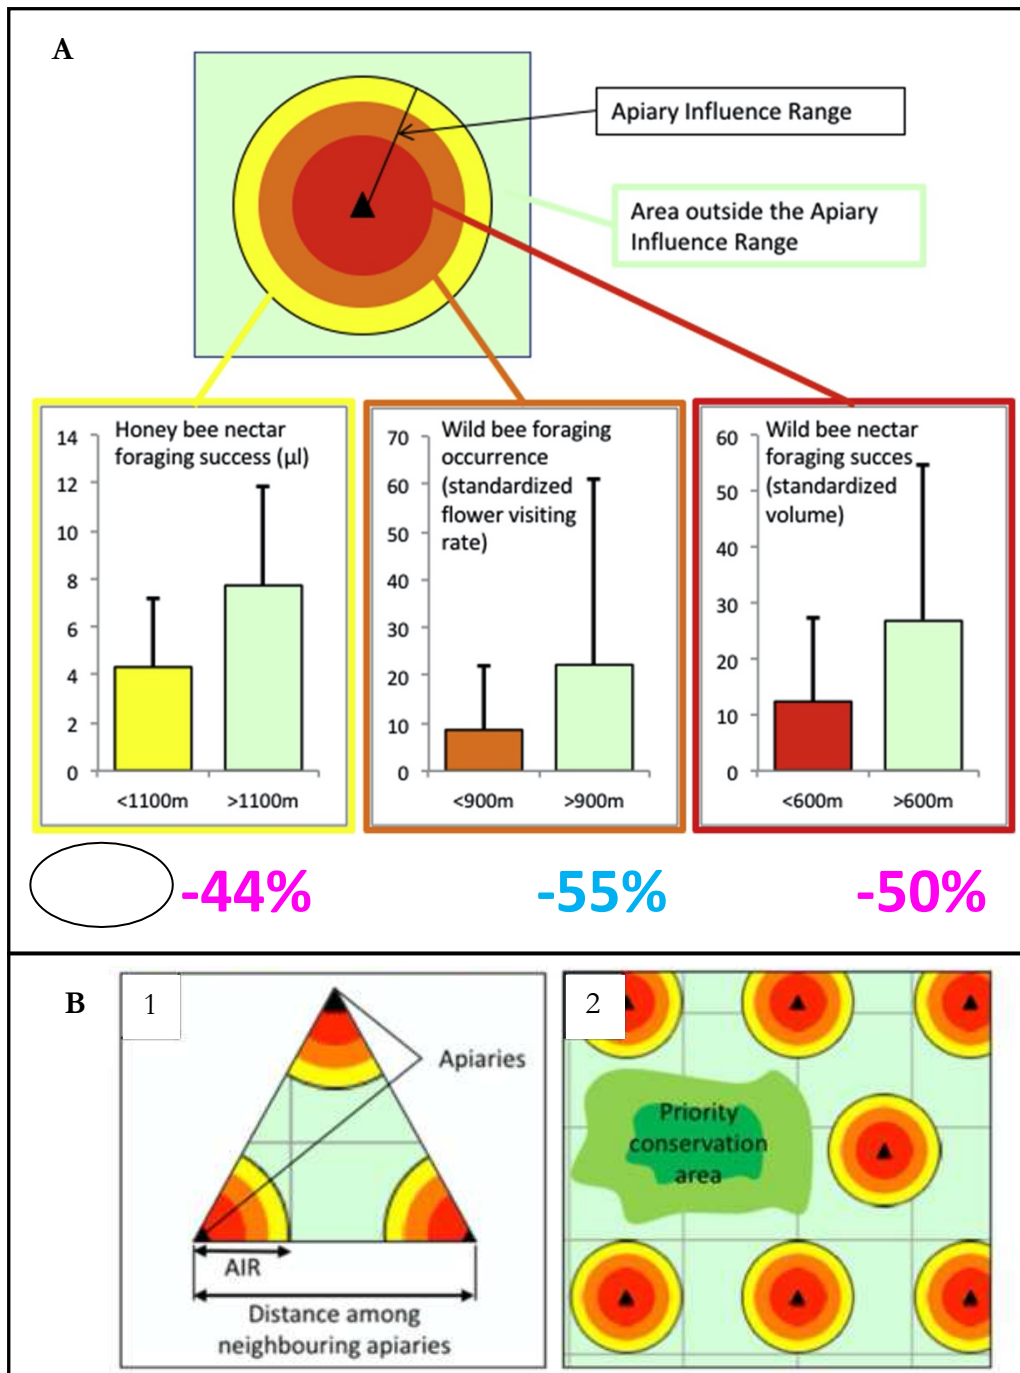 A
Apiary Influence Range
Area outside the Apiary
Influence Range
Honey bee nectar
foraging success (µl)
14
12
10
8
6
4
2
0
<1100m >1100m
Wild bee foraging
occurrence
(standardized
flower visiting
rate)
70
60
50
40
30
20
10
0
<900m >900m
Wild bee nectar
foraging succes
(standardized
volume)
60
50
40
30
20
10
0
<600m >600m
-44% -55% -50%
B
1
Apiaries
AIR
Distance among
neighbouring apiaries
2
Priority
conservation
area